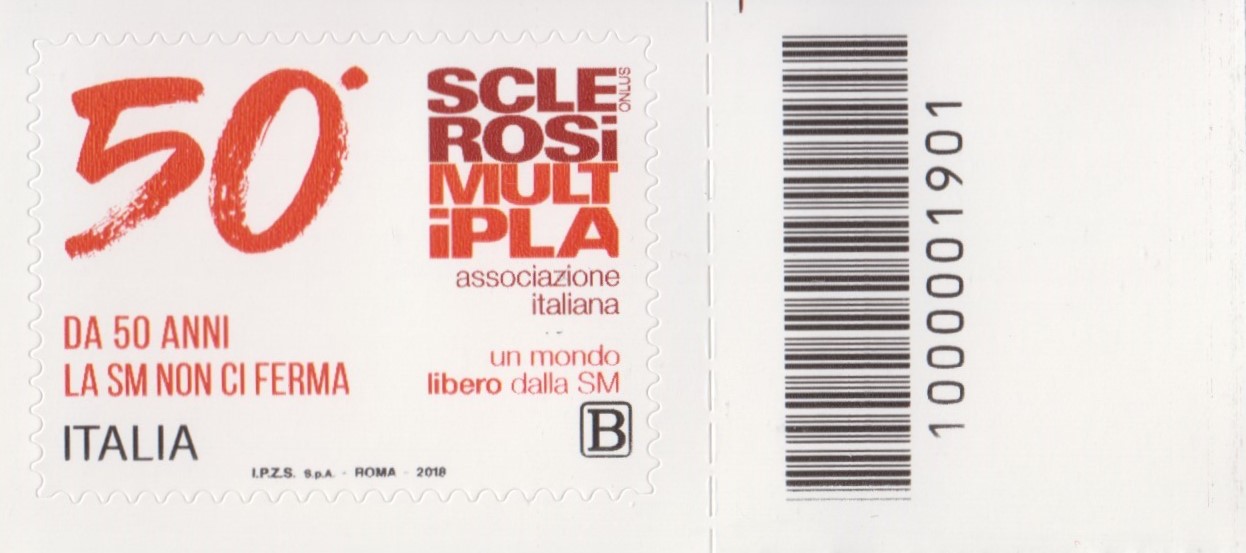 50°
SCLE
ROSi
MULT
iPLA
ONLUS
associazione
italiana
DA 50 ANNI
LA SM NON CI FERMA
un mondo
libero dalla SM
ITALIA
B
I.P.Z.S. S.p.A. - ROMA - 2018
1000001901